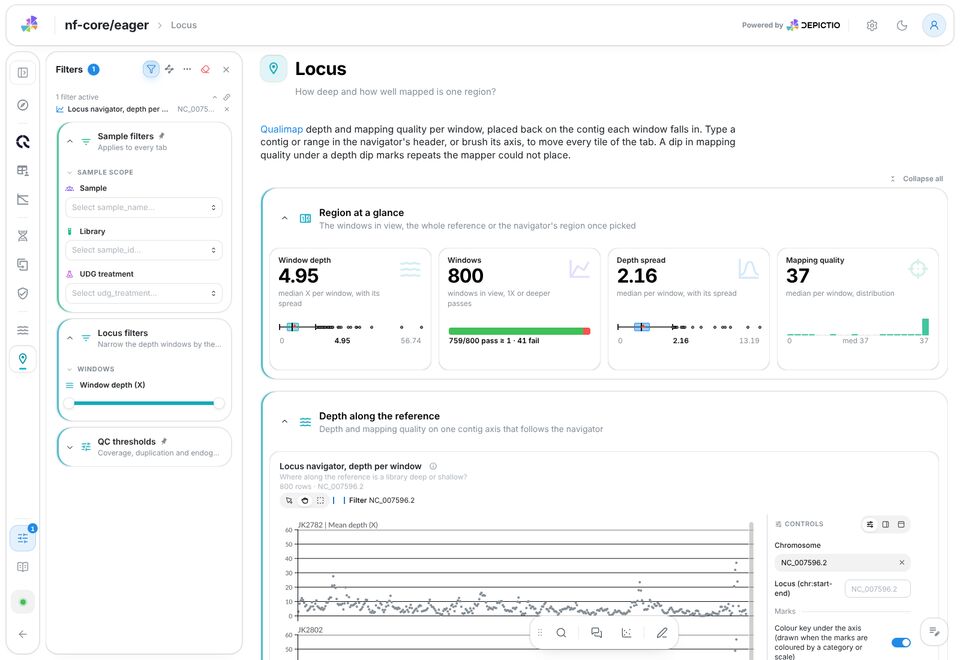 nf-core/eager
Locus
Powered by DEPICTIO
Filters 1
1 filter active
Locus navigator, depth per ... NC_0075...
Sample filters
Applies to every tab
SAMPLE SCOPE
Sample
Select sample_name...
Library
Select sample_id...
UDG treatment
Select udg_treatment...
Locus filters
Narrow the depth windows by the...
WINDOWS
Window depth (X)
QC thresholds
Coverage, duplication and endog...
1
Locus
How deep and how well mapped is one region?
Qualimap depth and mapping quality per window, placed back on the contig each window falls in. Type a
contig or range in the navigator's header, or brush its axis, to move every tile of the tab. A dip in mapping
quality under a depth dip marks repeats the mapper could not place.
Collapse all
Region at a glance
The windows in view, the whole reference or the navigator's region once picked
Window depth
4.95
median X per window, with its
spread
0 4.95 56.74
Windows
800
windows in view, 1X or deeper
passes
759/800 pass ≥ 1 · 41 fail
Depth spread
2.16
median per window, with its spread
0 2.16 13.19
Mapping quality
37
median per window, distribution
0 med 37 37
Depth along the reference
Depth and mapping quality on one contig axis that follows the navigator
Locus navigator, depth per window
Where along the reference is a library deep or shallow?
800 rows · NC_007596.2
Filter NC_007596.2
JK2782 | Mean depth (X)
60
50
40
30
20
10
0
JK2802
60
50
CONTROLS
Chromosome
NC_007596.2
Locus (chr:start-
end)
NC_007596.2
Marks
Colour key under the axis
(drawn when the marks are
coloured by a category or
scale)